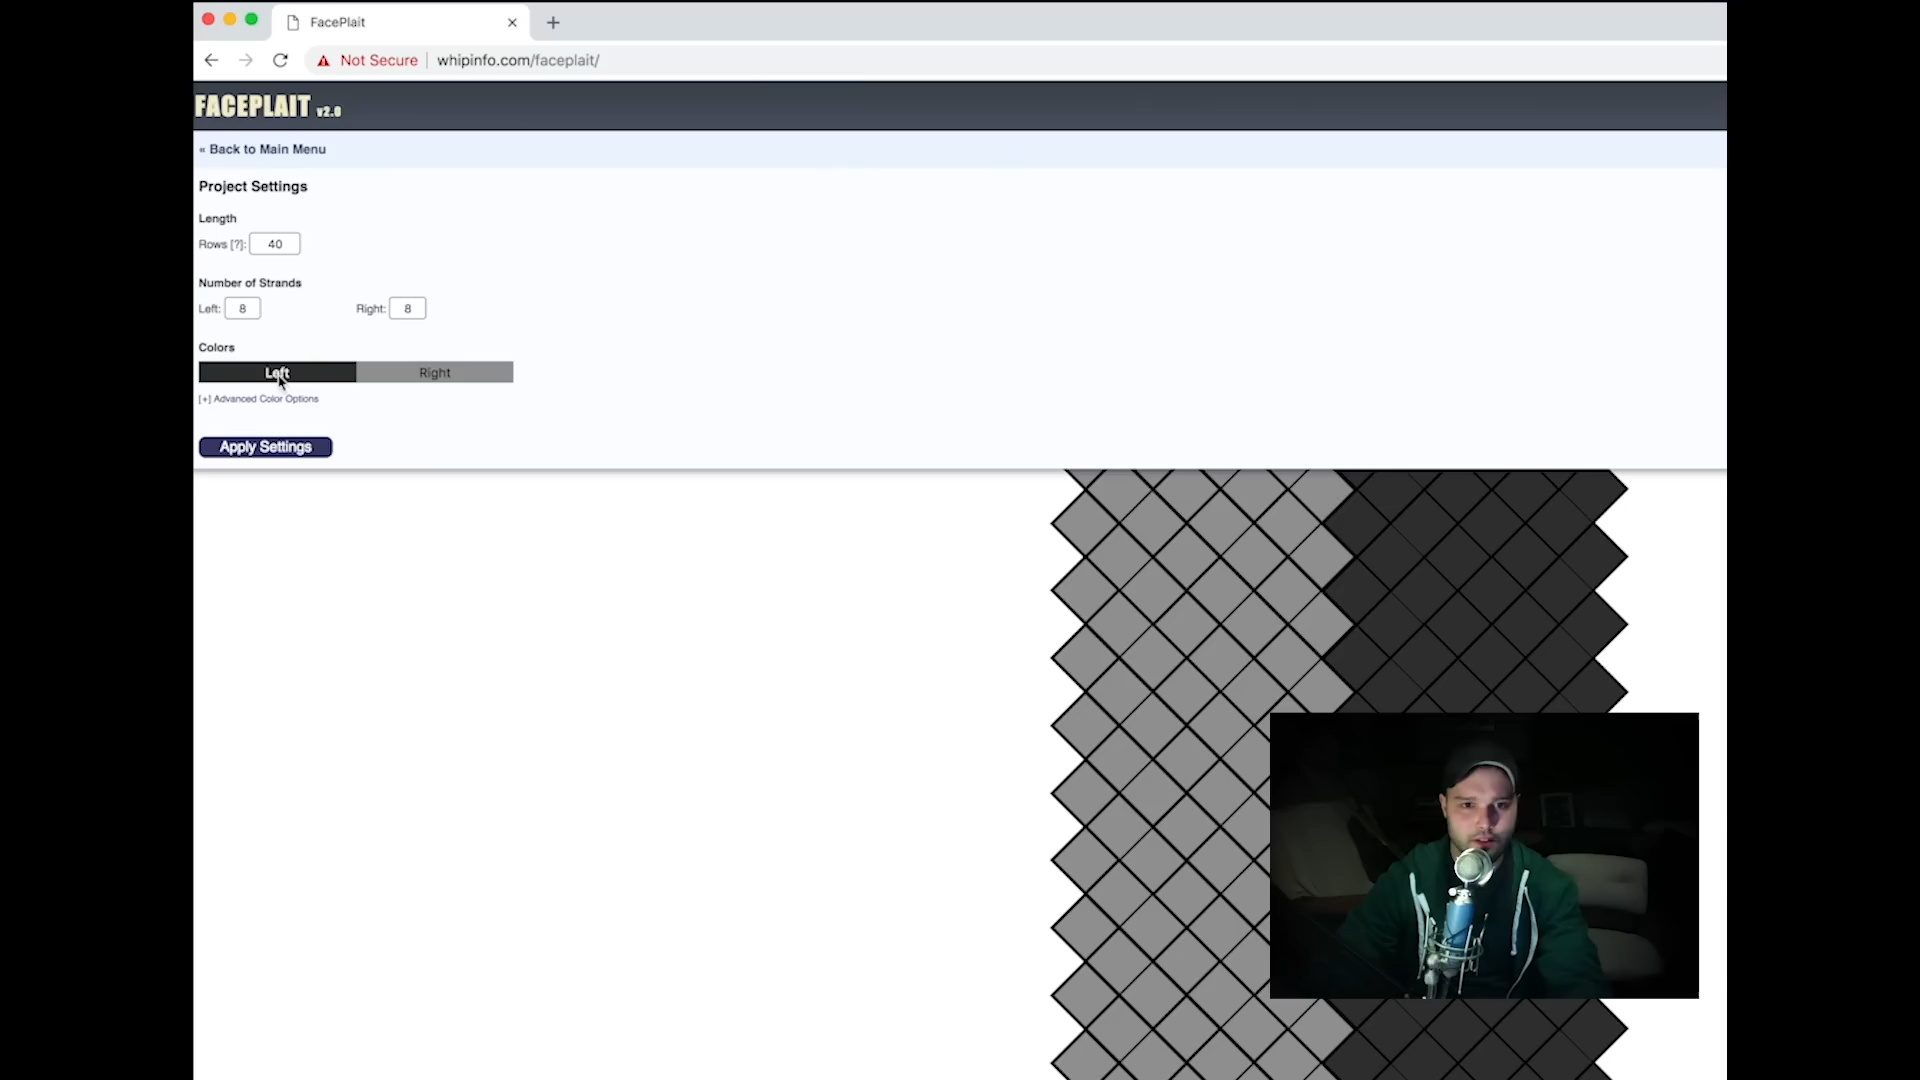 FacePlait
Not Secure whipinfo.com/faceplait/
FACEPLAIT v2.0
« Back to Main Menu
Project Settings
Length
Rows [?]: 40
Number of Strands
Left: 8 Right: 8
Colors
Left Right
[+] Advanced Color Options
Apply Settings